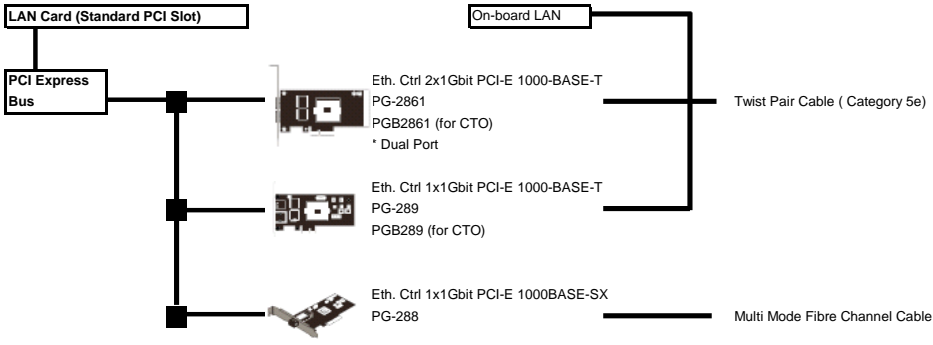 LAN Card (Standard PCI Slot)
On-board LAN
PCI Express
Bus
Eth. Ctrl 2x1Gbit PCI-E 1000-BASE-T
PG-2861
PGB2861 (for CTO)
* Dual Port
Twist Pair Cable ( Category 5e)
Eth. Ctrl 1x1Gbit PCI-E 1000-BASE-T
PG-289
PGB289 (for CTO)
Eth. Ctrl 1x1Gbit PCI-E 1000BASE-SX
PG-288
Multi Mode Fibre Channel Cable